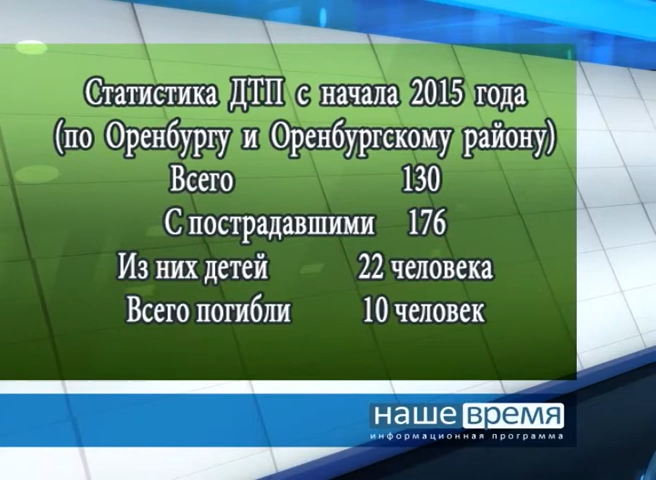 Статистика ДТП с начала 2015 года
(по Оренбургу и Оренбургскому району)
Всего 130
С пострадавшими 176
Из них детей 22 человека
Всего погибли 10 человек
наше время
информационная программа